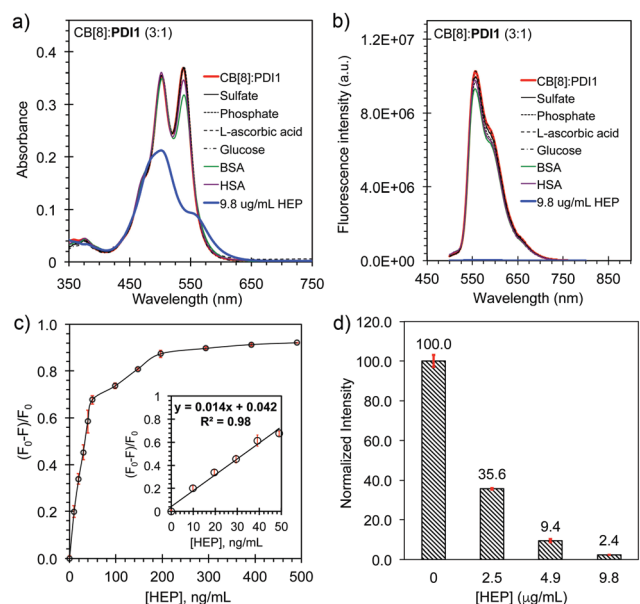 a)
CB[8]:PDI1 (3:1)
Absorbance
0.4
0.3
0.2
0.1
0
350
450
550
650
750
Wavelength (nm)
CB[8]:PDI1
Sulfate
Phosphate
L-ascorbic acid
Glucose
BSA
HSA
9.8 ug/mL HEP
b)
CB[8]:PDI1 (3:1)
Fluorescence intensity (a.u.)
1.2E+07
8.0E+06
4.0E+06
0.0E+00
450
550
650
750
Wavelength (nm)
CB[8]:PDI1
Sulfate
Phosphate
L-ascorbic acid
Glucose
BSA
HSA
9.8 ug/mL HEP
c)
(F0-F)/F0
1.0
0.8
0.6
0.4
0.2
0.0
0
100
200
300
400
500
[HEP], ng/mL
y = 0.014x + 0.042
R² = 0.98
(F0-F)/F0
1
0.8
0.6
0.4
0.2
0
0
10
20
30
40
50
[HEP], ng/mL
d)
Normalized Intensity
120.0
100.0
80.0
60.0
40.0
20.0
0.0
100.0
35.6
9.4
2.4
0
2.5
4.9
9.8
[HEP] (µg/mL)